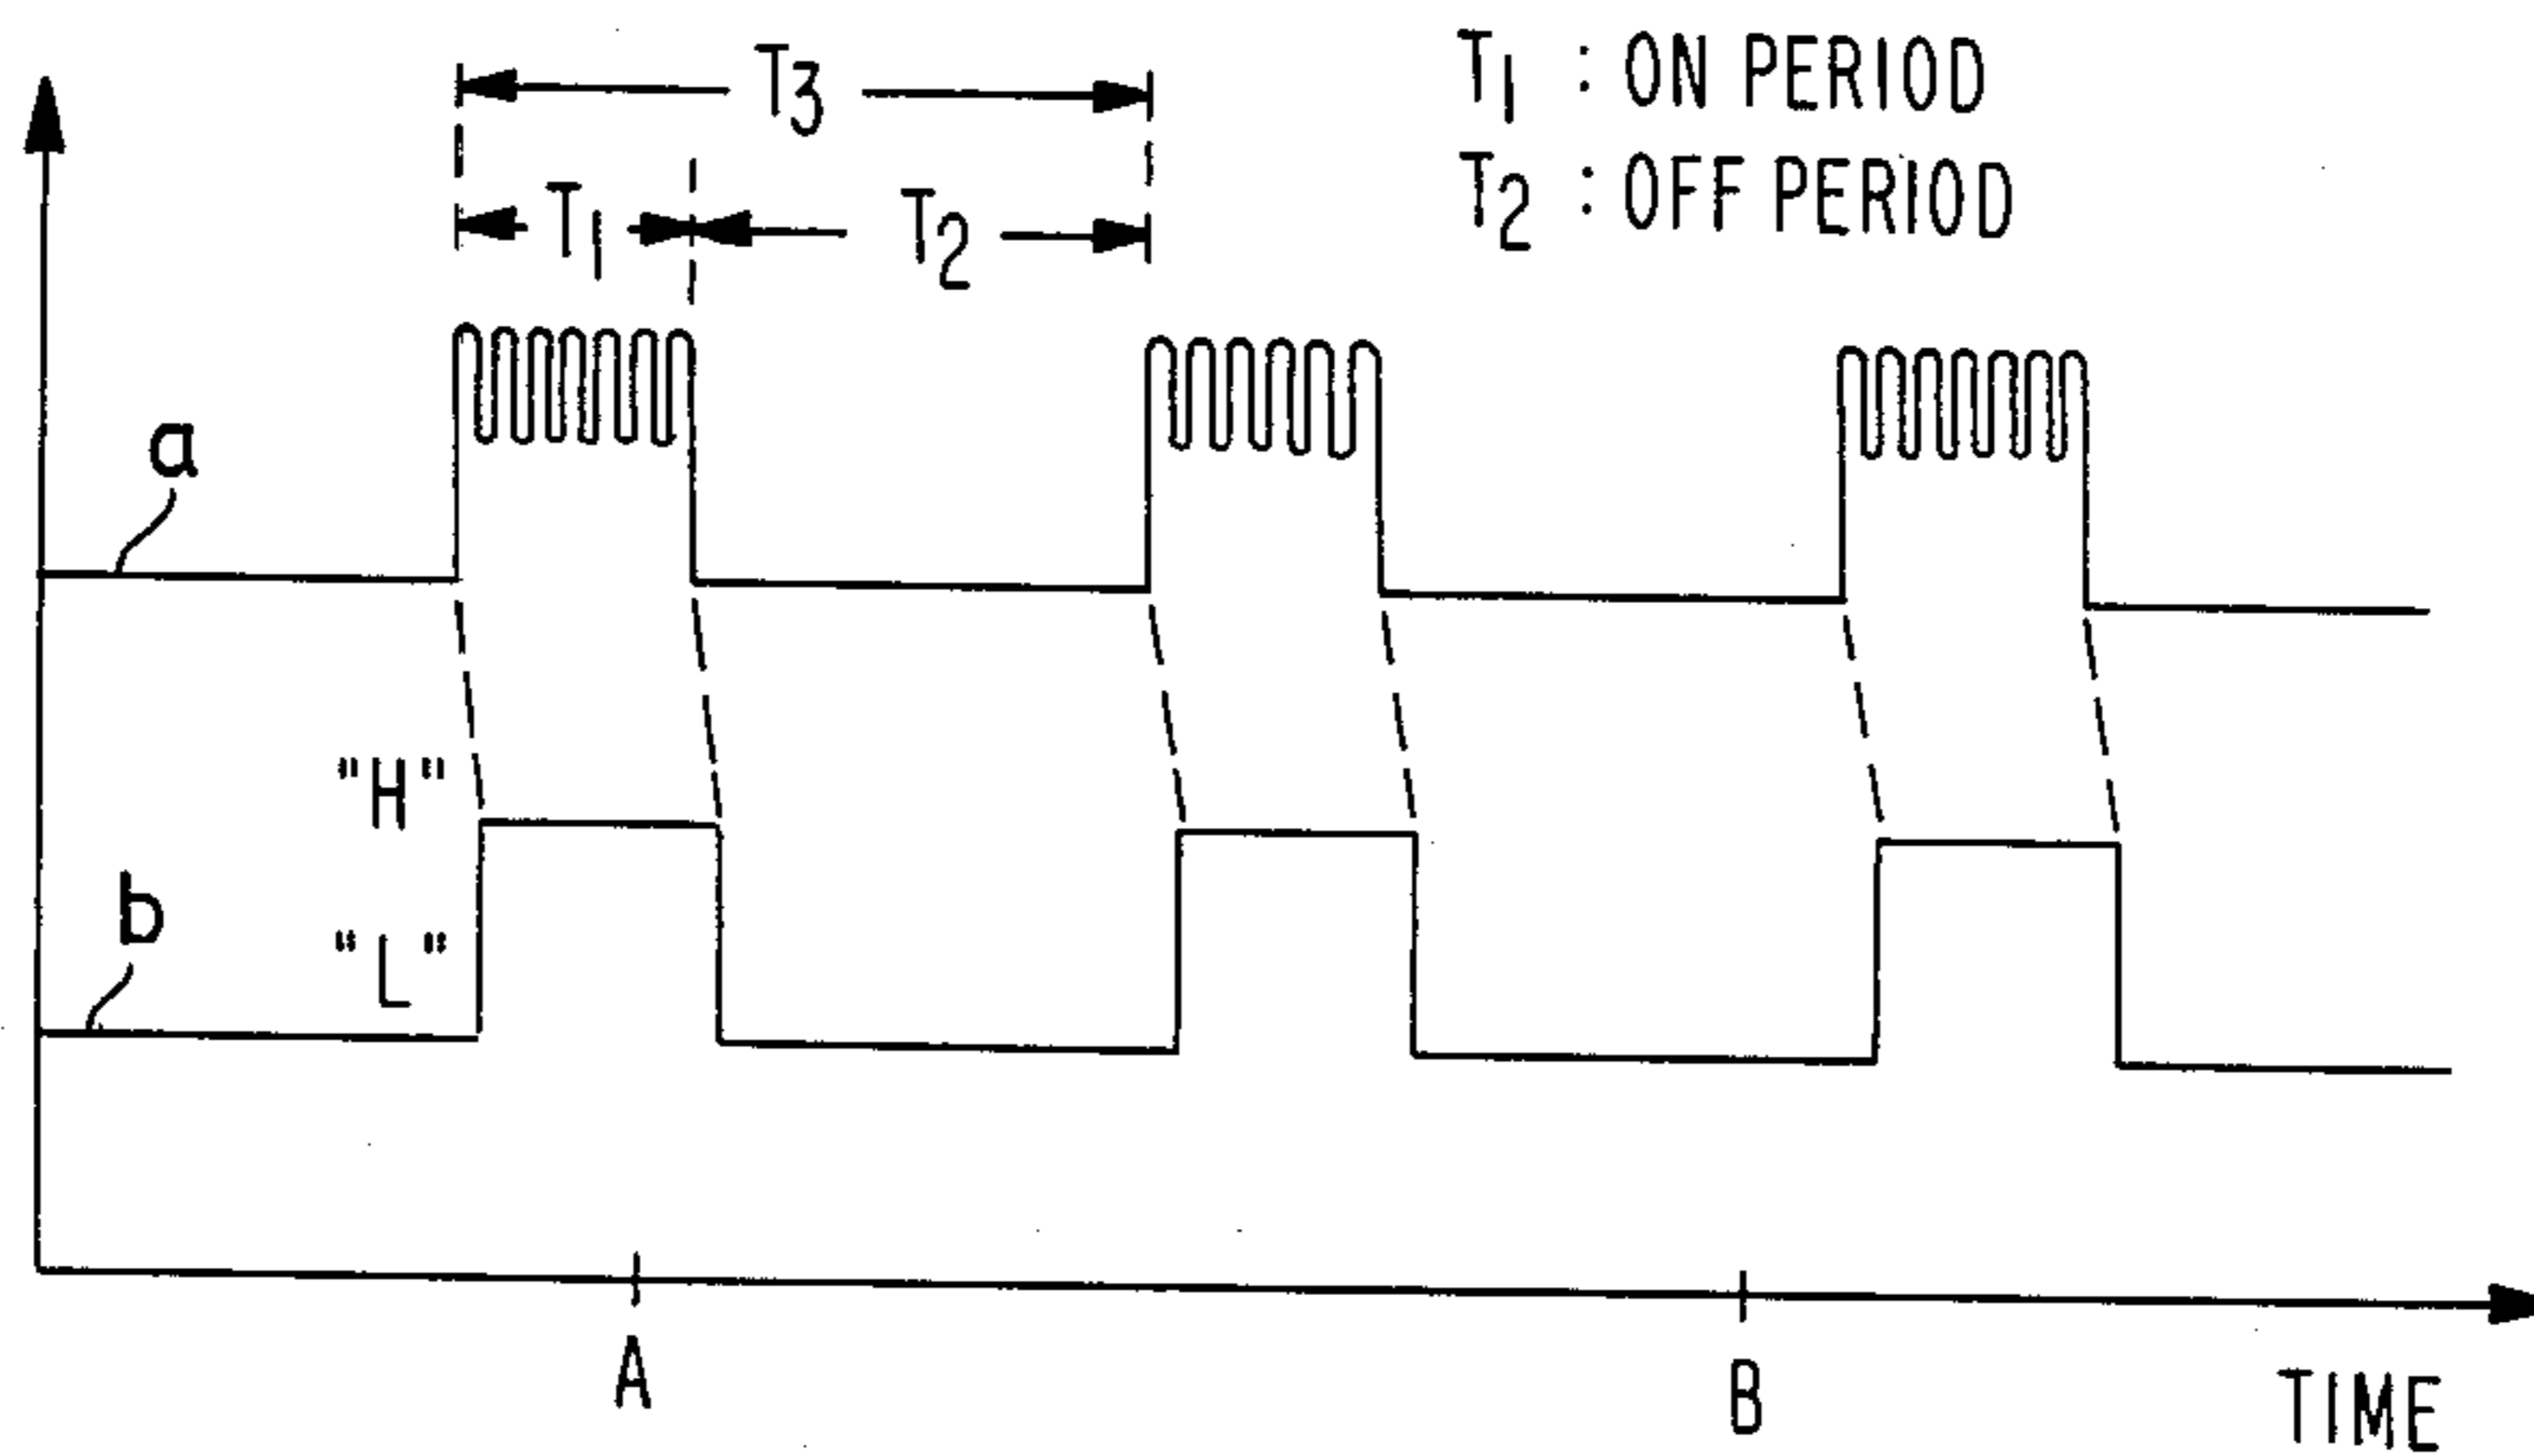 T3
T1 : ON PERIOD
T2 : OFF PERIOD
T1
T2
a
"H"
b
"L"
A
B
TIME